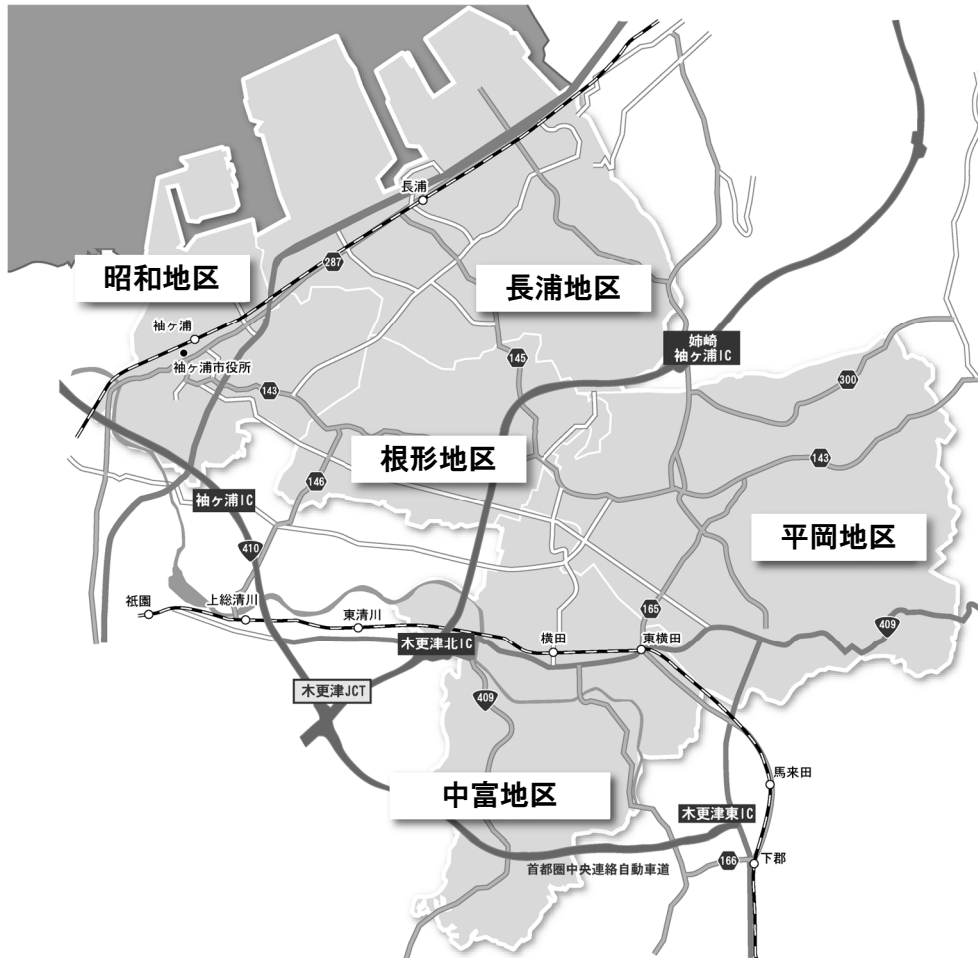 長浦
287
昭和地区
長浦地区
袖ヶ浦
袖ヶ浦市役所
姉崎
袖ヶ浦IC
145
300
143
根形地区
143
146
袖ヶ浦IC
平岡地区
410
祇園
上総清川
東清川
165
409
木更津北IC
横田
東横田
木更津JCT
409
中富地区
馬来田
木更津東IC
首都圏中央連絡自動車道
166
下郡